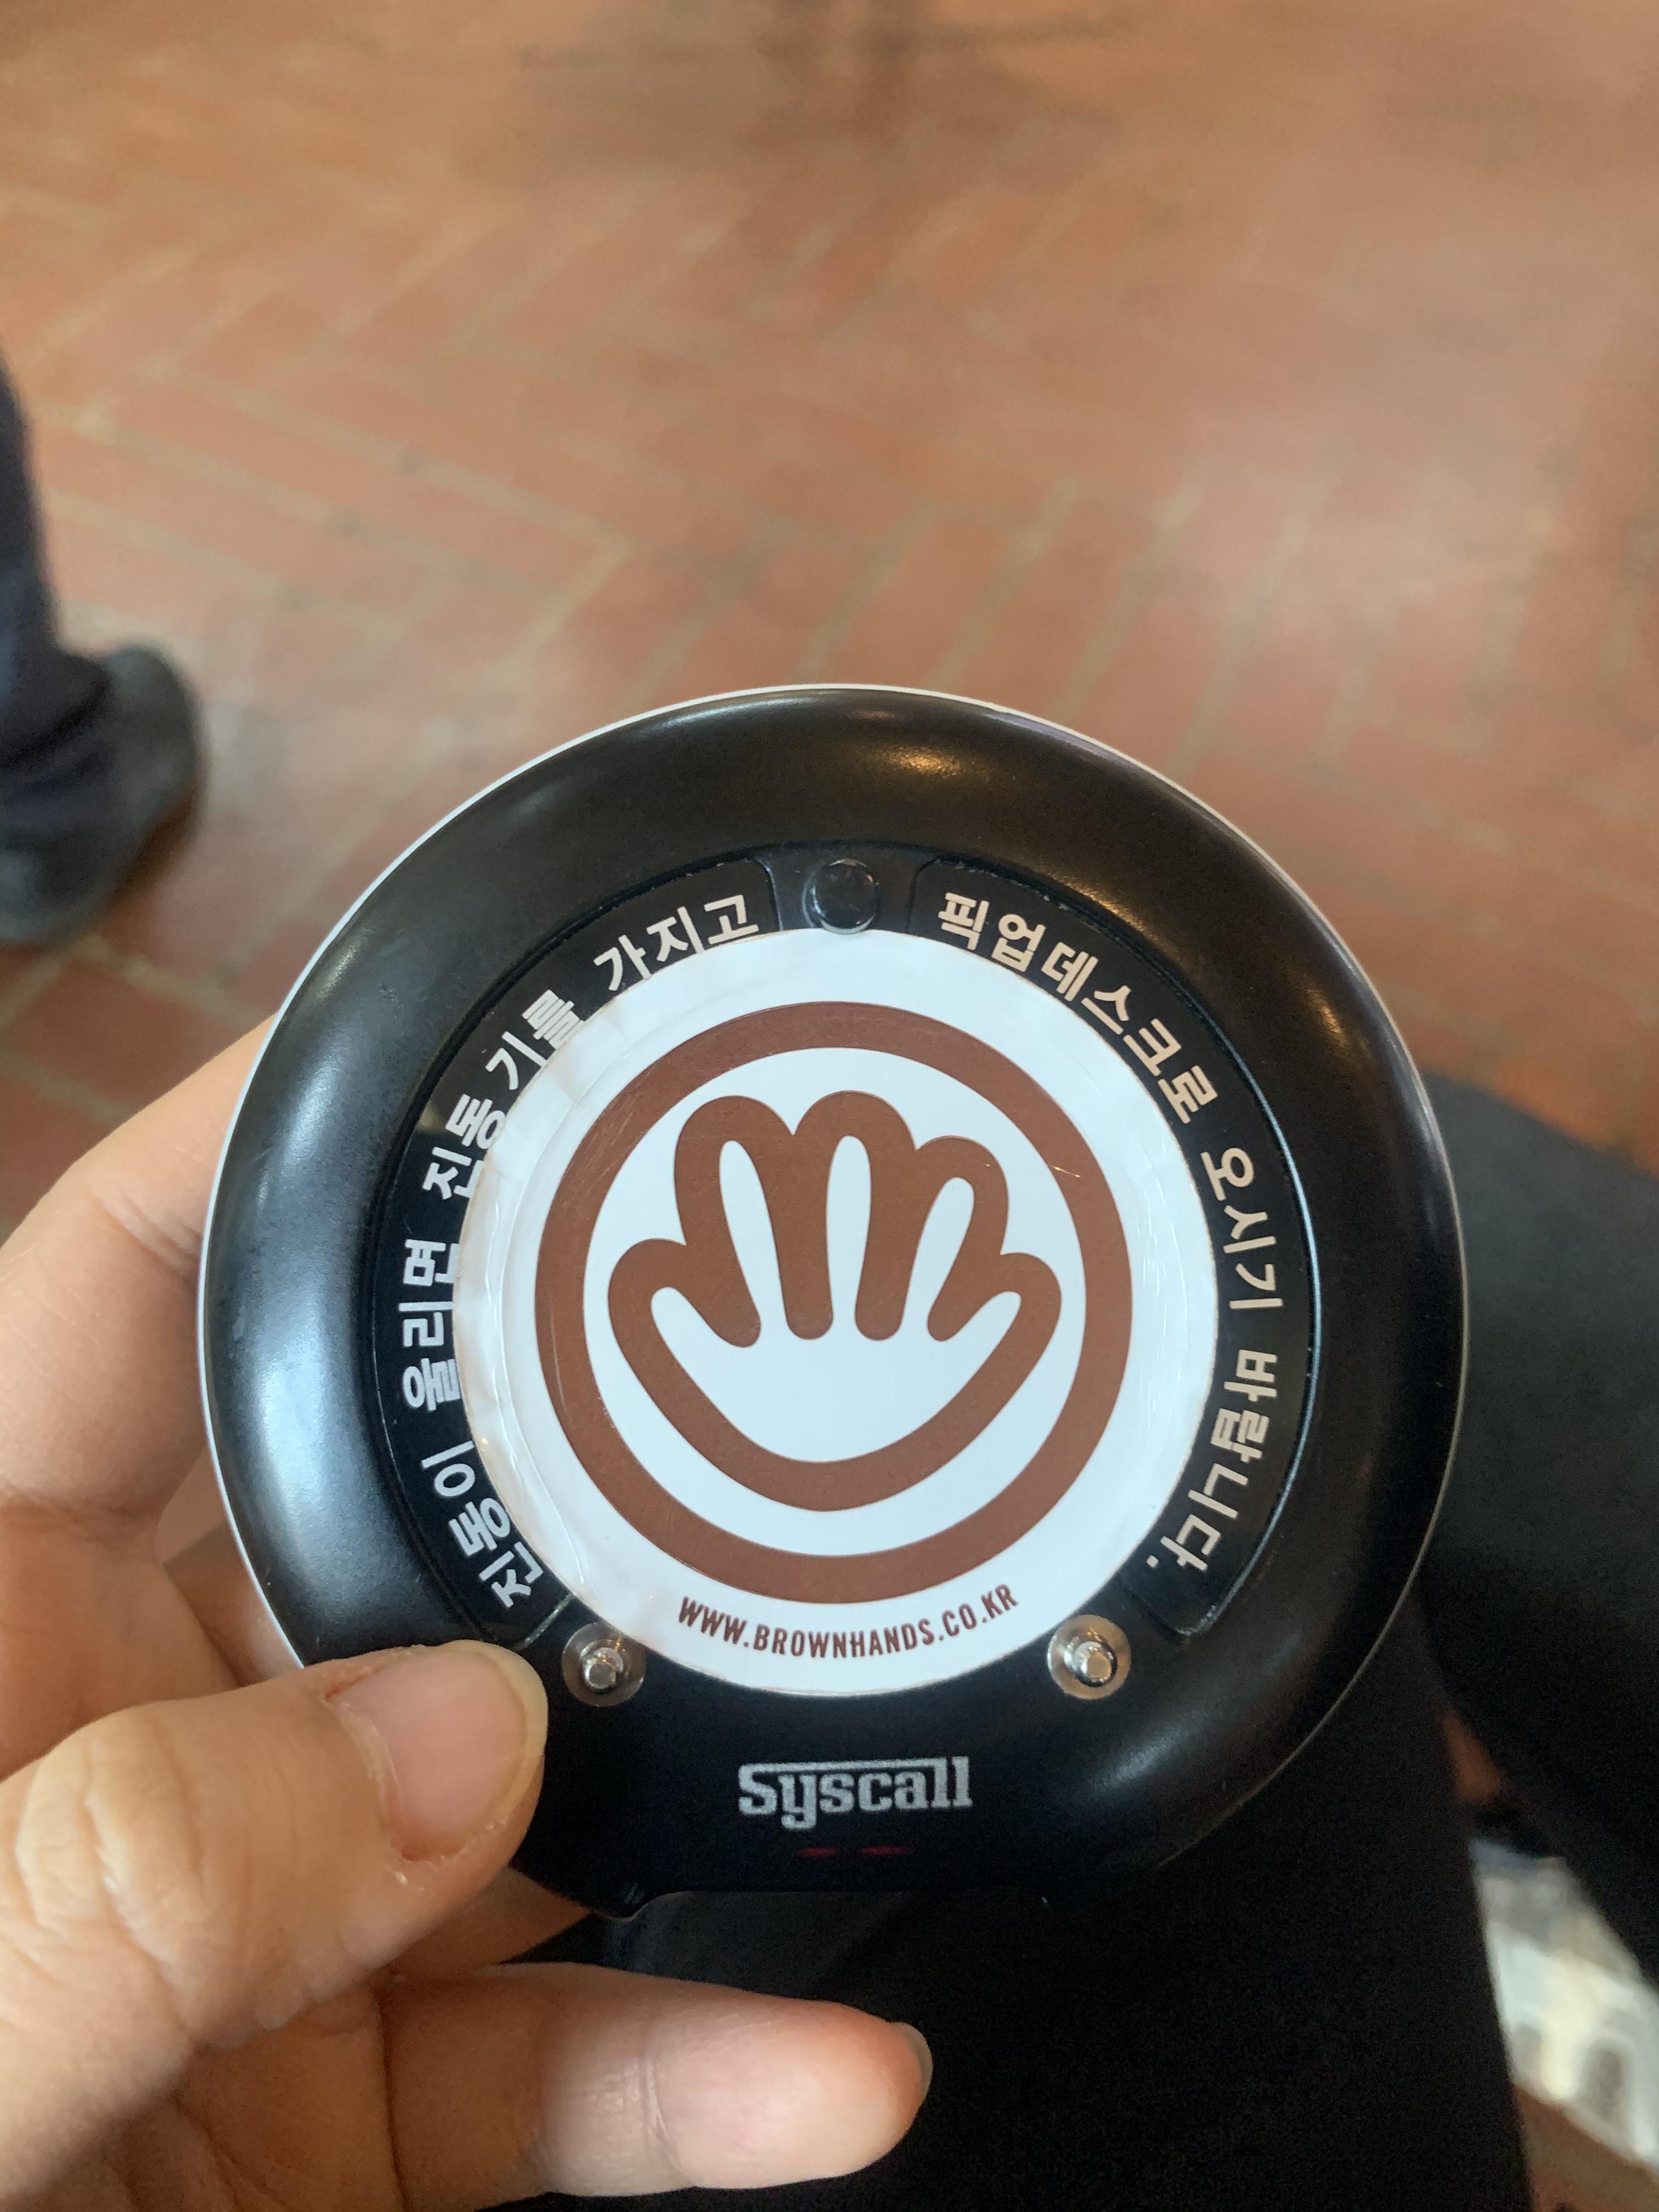 진동이 울리면 진동기를 가지고
픽업데스크로 오시기 바랍니다.
WWW.BROWNHANDS.CO.KR
Syscall